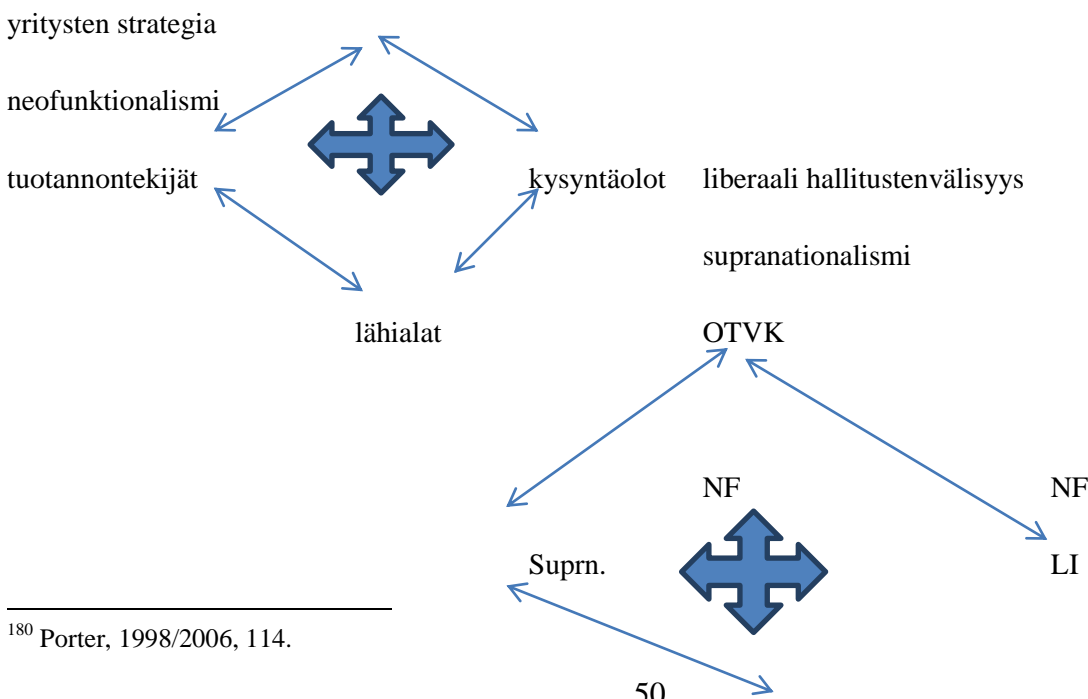 yritysten strategia
neofunktionalismi
tuotannontekijät kysyntäolot liberaali hallitustenvälisyys
supranationalismi
lähialat OTVK
NF NF
Suprn. LI
180 Porter, 1998/2006, 114.
50